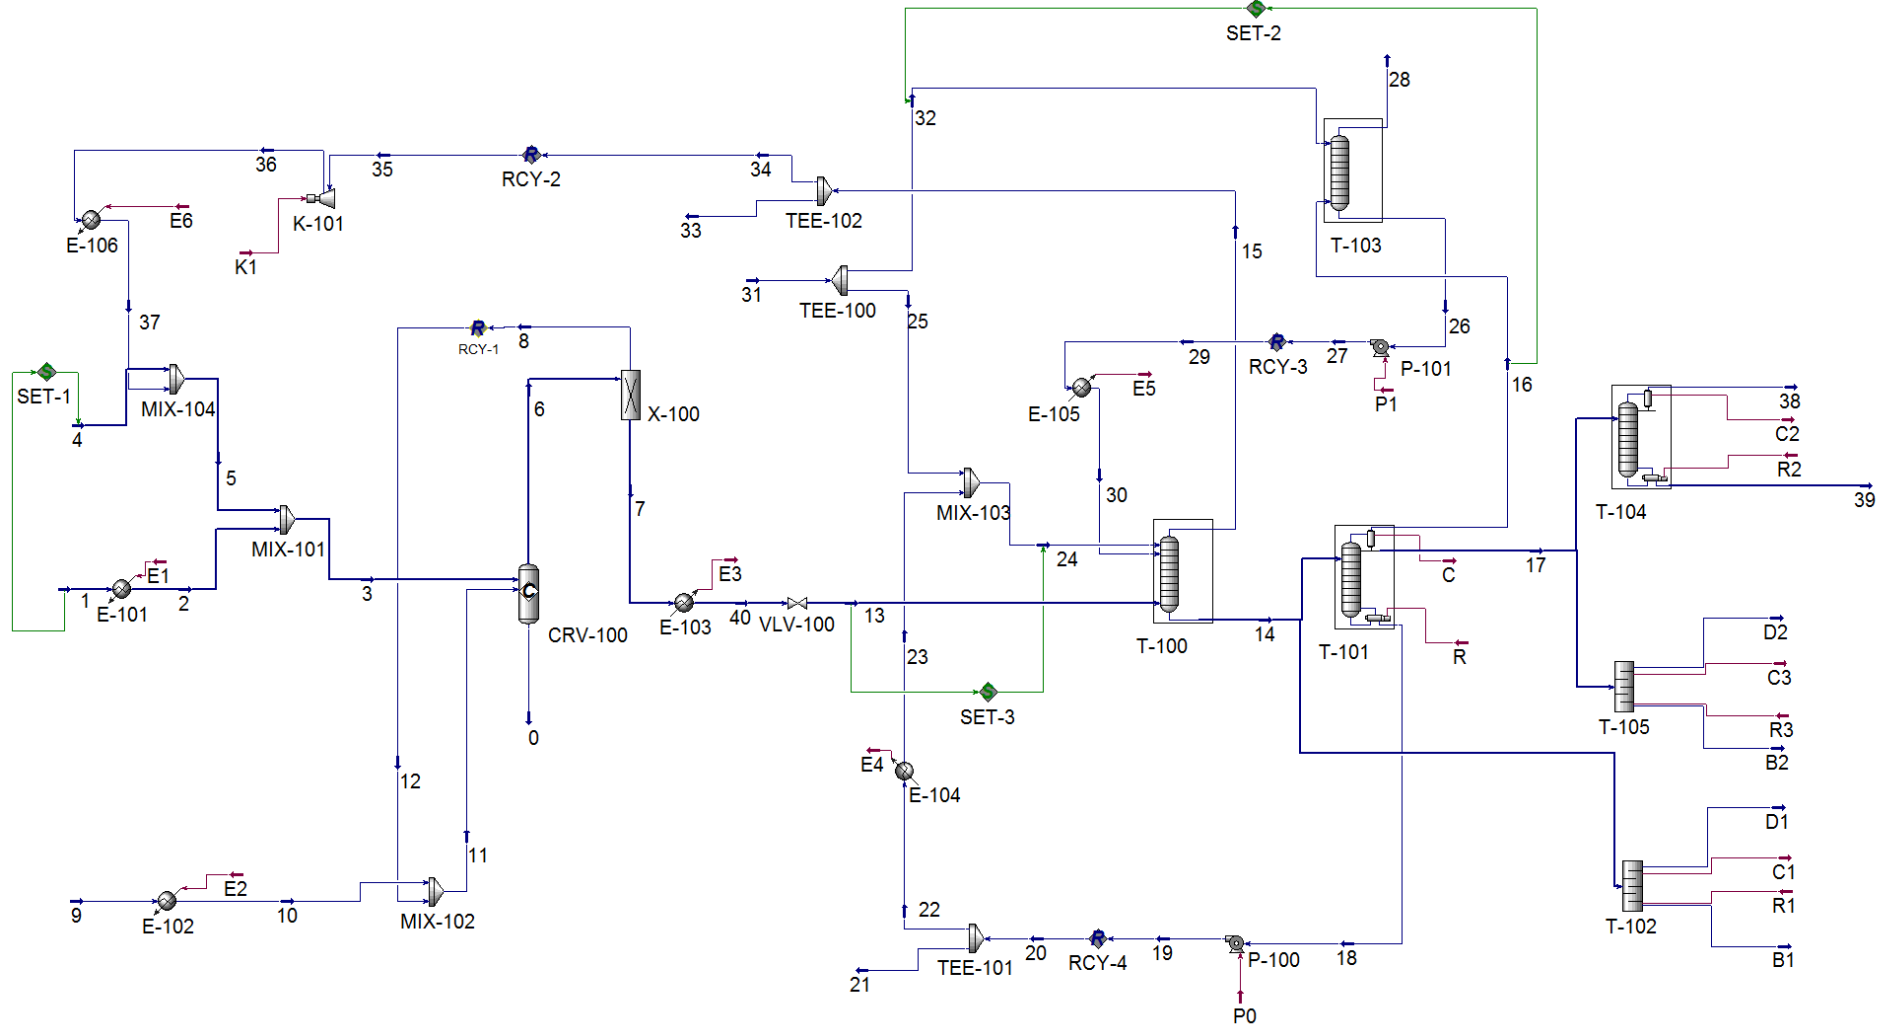 SET-2
28
32
36
35
RCY-2
34
E6
K-101
TEE-102
E-106
33
T-103
K1
15
31
TEE-100
37
25
26
8
RCY-1
29
RCY-3
27
P-101
16
SET-1
MIX-104
6
X-100
E5
E-105
P1
38
4
C2
R2
5
30
7
MIX-103
T-104
39
MIX-101
24
17
C
E1
E3
1
E-101
2
3
CRV-100
E-103
40
VLV-100
13
T-100
14
T-101
R
D2
23
C3
SET-3
T-105
R3
0
B2
E4
12
E-104
D1
11
C1
E2
R1
9
E-102
10
MIX-102
22
T-102
TEE-101
20
RCY-4
19
P-100
18
B1
21
P0
R
R
R
R
S
S
S
C